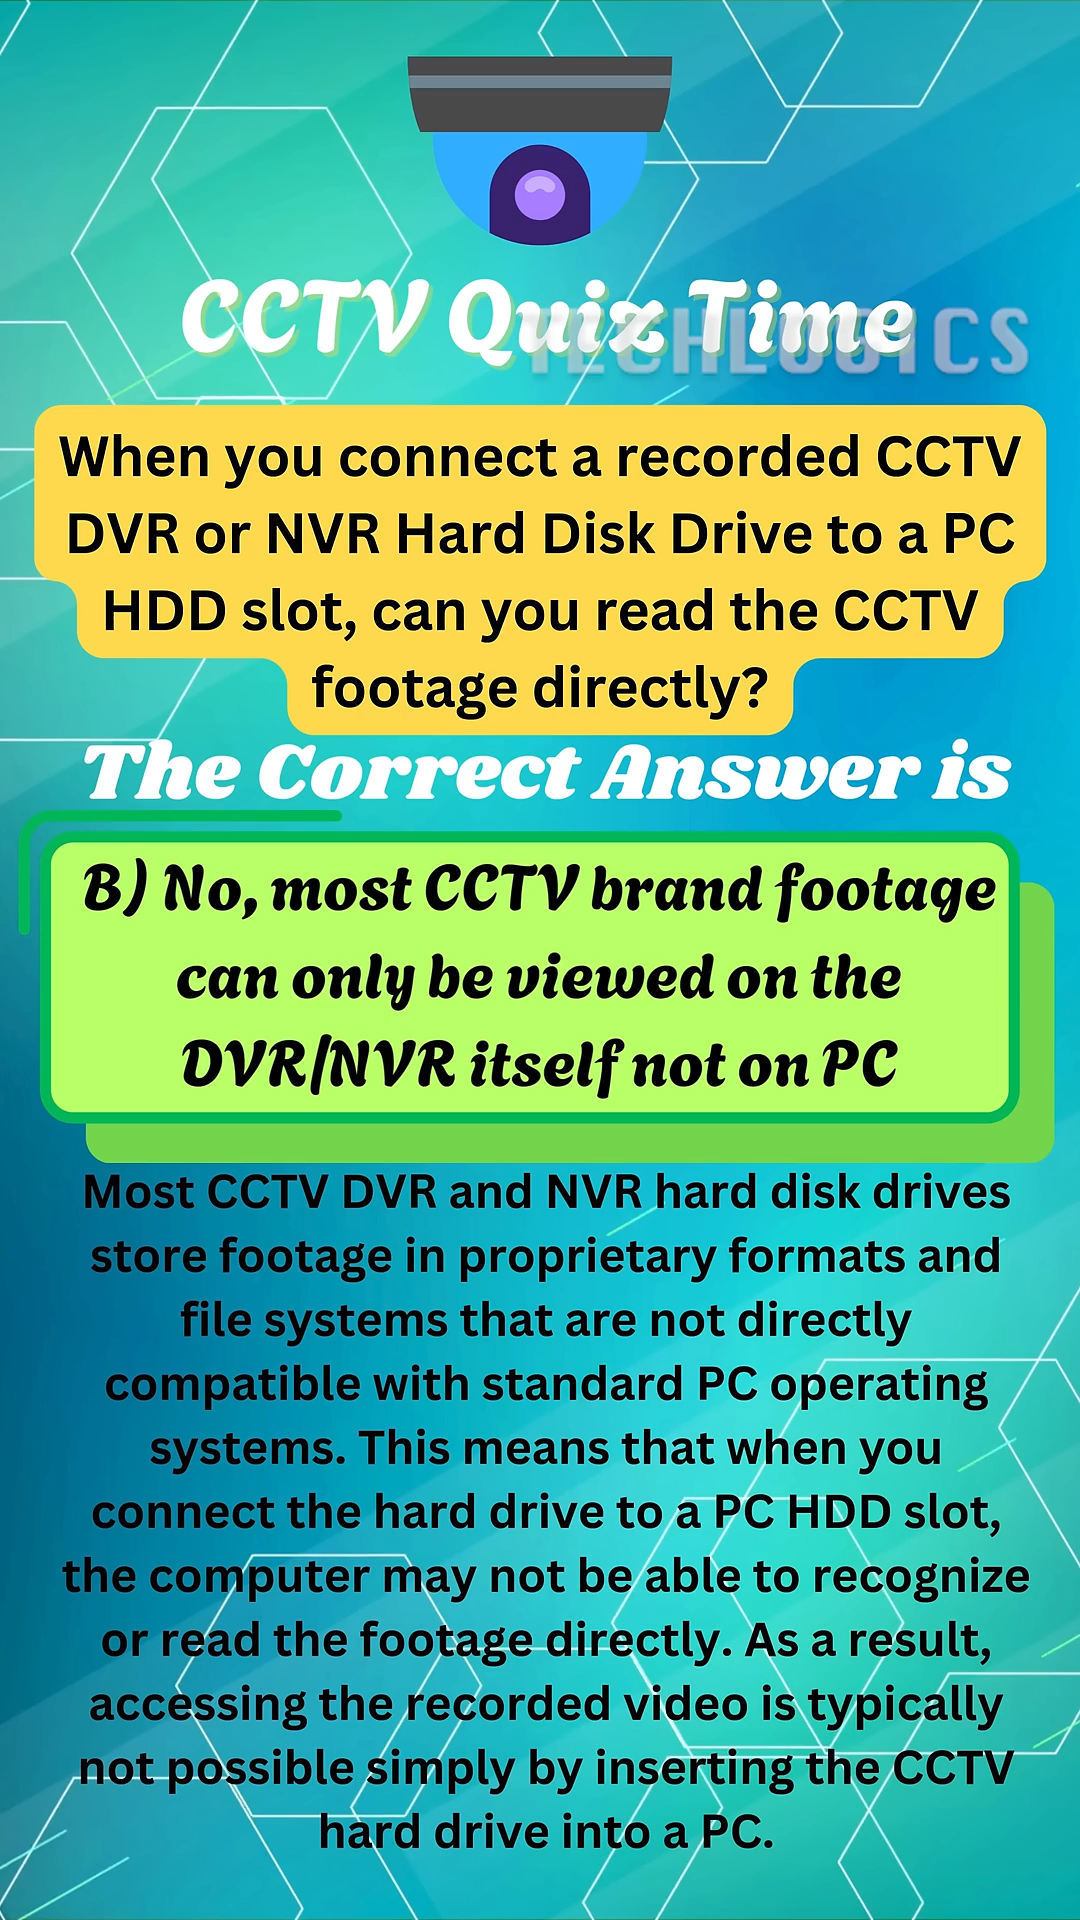 CCTV Quiz Time
TECHLOGICS
When you connect a recorded CCTV
DVR or NVR Hard Disk Drive to a PC
HDD slot, can you read the CCTV
footage directly?
The Correct Answer is
B) No, most CCTV brand footage
can only be viewed on the
DVR/NVR itself not on PC
Most CCTV DVR and NVR hard disk drives
store footage in proprietary formats and
file systems that are not directly
compatible with standard PC operating
systems. This means that when you
connect the hard drive to a PC HDD slot,
the computer may not be able to recognize
or read the footage directly. As a result,
accessing the recorded video is typically
not possible simply by inserting the CCTV
hard drive into a PC.